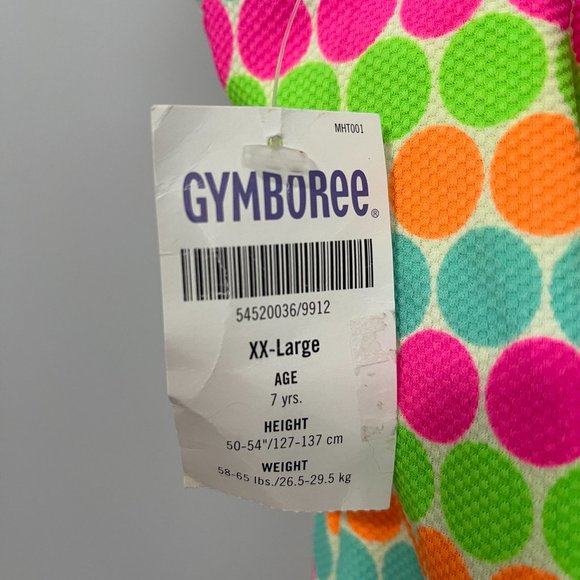 MHT001
GYMBOREE®
54520036/9912
XX-Large
AGE
7 yrs.
HEIGHT
50-54"/127-137 cm
WEIGHT
58-65 lbs./26.5-29.5 kg